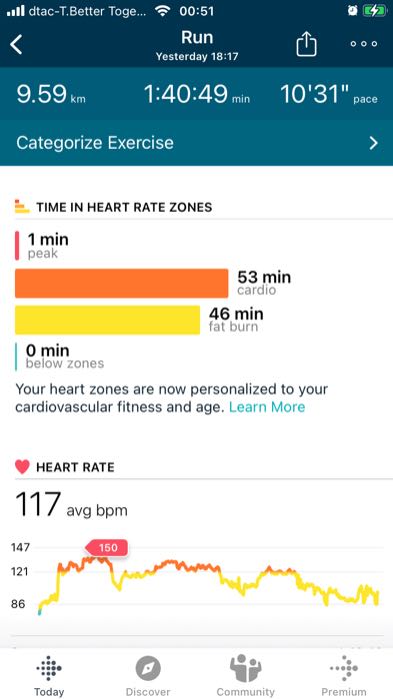 dtac-T.Better Toge... 00:51
Run
Yesterday 18:17
9.59 km 1:40:49 min 10'31" pace
Categorize Exercise
TIME IN HEART RATE ZONES
1 min
peak
53 min
cardio
46 min
fat burn
0 min
below zones
Your heart zones are now personalized to your
cardiovascular fitness and age. Learn More
HEART RATE
117 avg bpm
147
150
121
86
Today Discover Community Premium